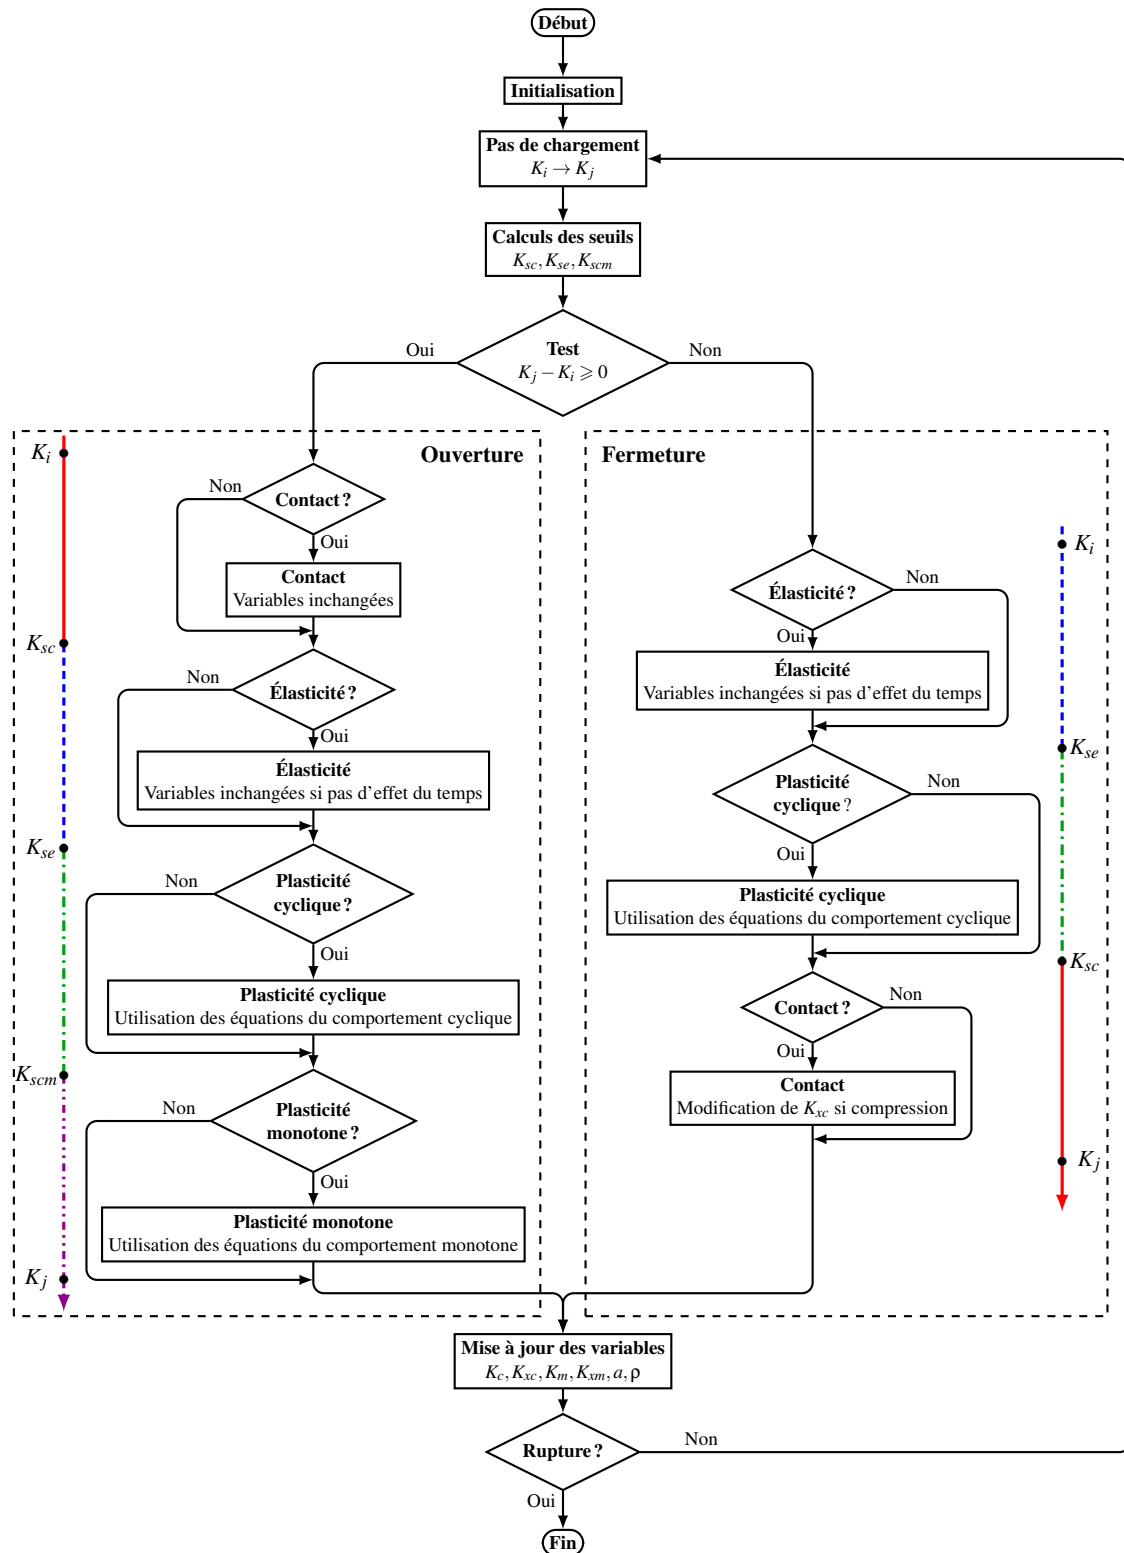 Début
Initialisation
Pas de chargement
K_i → K_j
Calculs des seuils
K_sc, K_se, K_scm
Test
K_j − K_i ⩾ 0
Oui
Non
Ouverture
K_i
Contact ?
Non
Oui
Contact
Variables inchangées
K_sc
Élasticité ?
Non
Oui
Élasticité
Variables inchangées si pas d'effet du temps
K_se
Plasticité
cyclique ?
Non
Oui
Plasticité cyclique
Utilisation des équations du comportement cyclique
K_scm
Plasticité
monotone ?
Non
Oui
Plasticité monotone
Utilisation des équations du comportement monotone
K_j
Fermeture
K_i
Élasticité ?
Non
Oui
Élasticité
Variables inchangées si pas d'effet du temps
K_se
Plasticité
cyclique ?
Non
Oui
Plasticité cyclique
Utilisation des équations du comportement cyclique
K_sc
Contact ?
Non
Oui
Contact
Modification de K_xc si compression
K_j
Mise à jour des variables
K_c, K_xc, K_m, K_xm, a, ρ
Rupture ?
Non
Oui
Fin